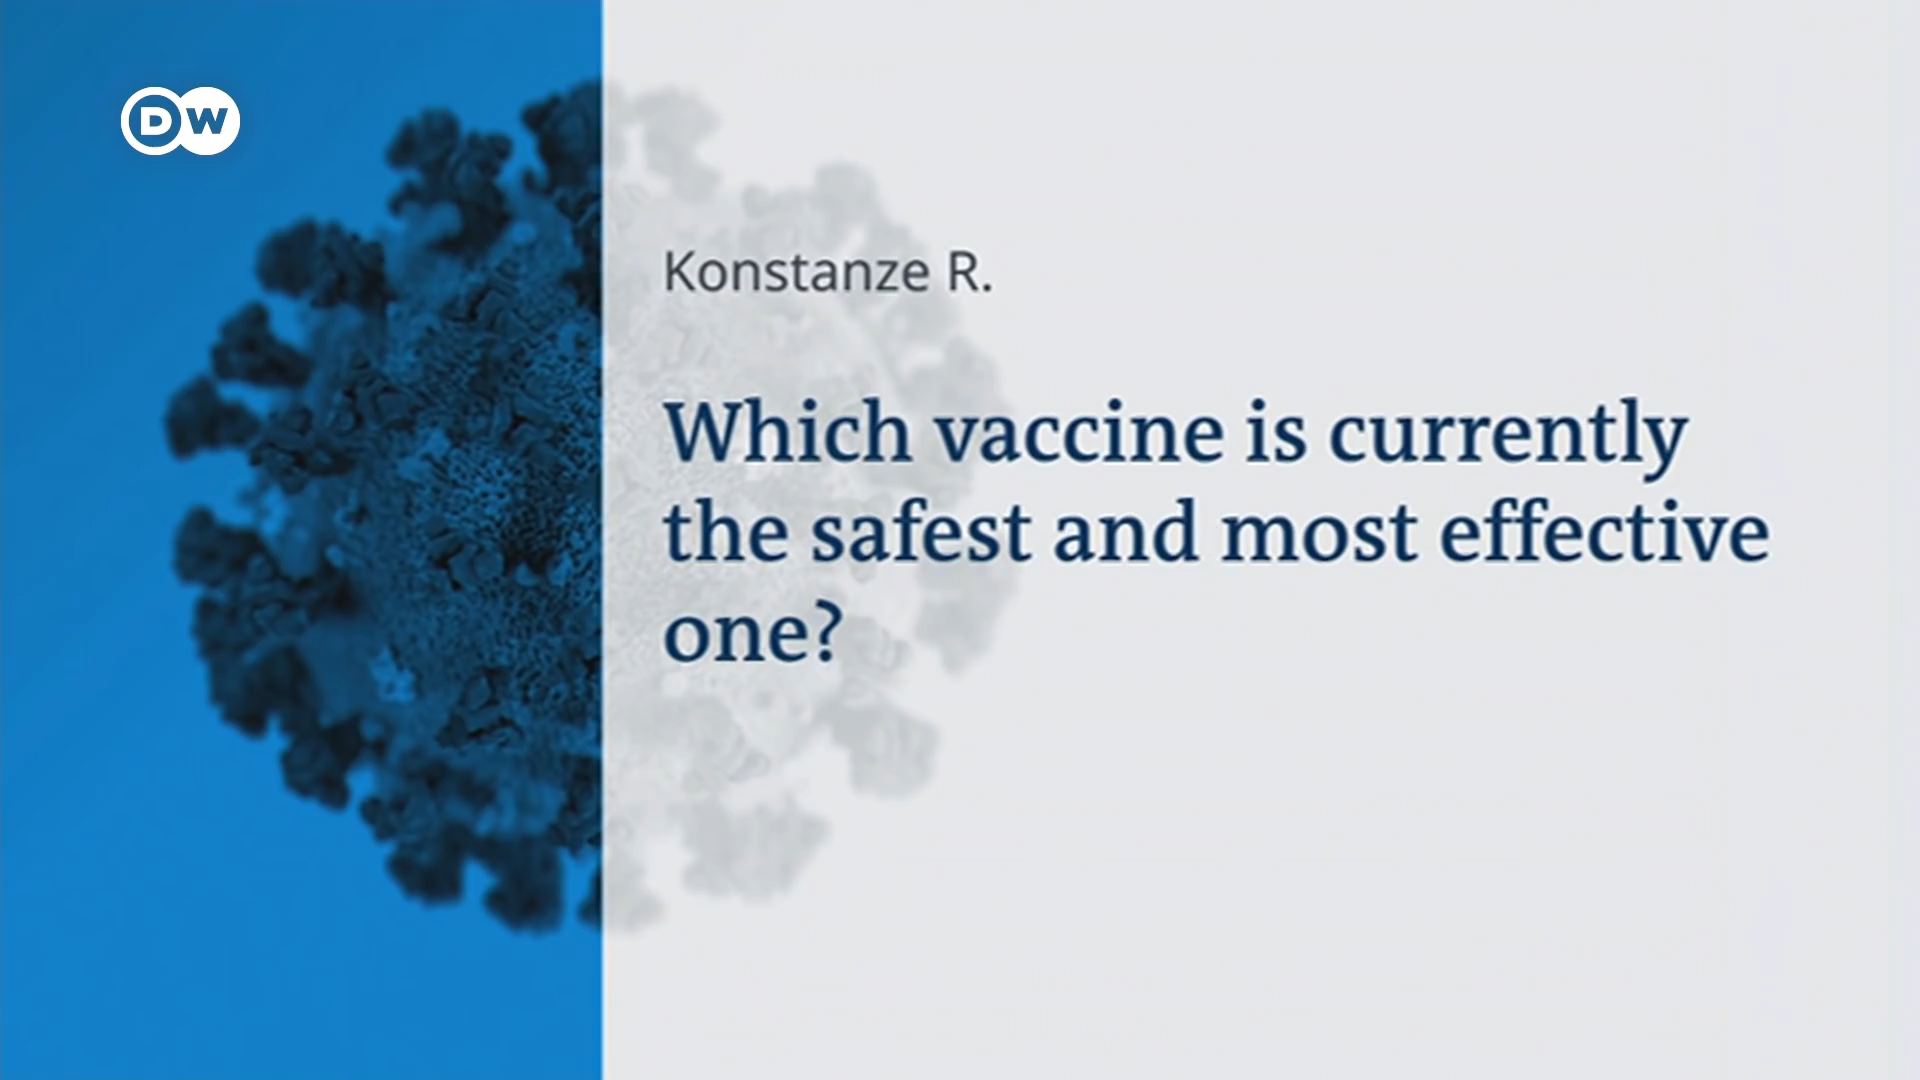 DW
Konstanze R.
Which vaccine is currently
the safest and most effective
one?